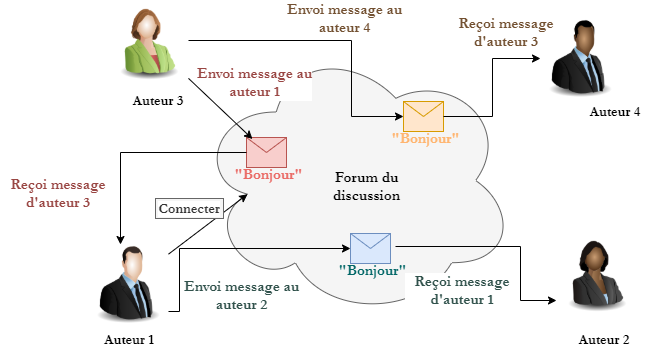 Envoi message au
auteur 4
Reçoi message
d'auteur 3
Envoi message au
auteur 1
Auteur 3
Auteur 4
"Bonjour"
"Bonjour"
Forum du
discussion
Reçoi message
d'auteur 3
Connecter
"Bonjour"
Envoi message au
auteur 2
Reçoi message
d'auteur 1
Auteur 1
Auteur 2